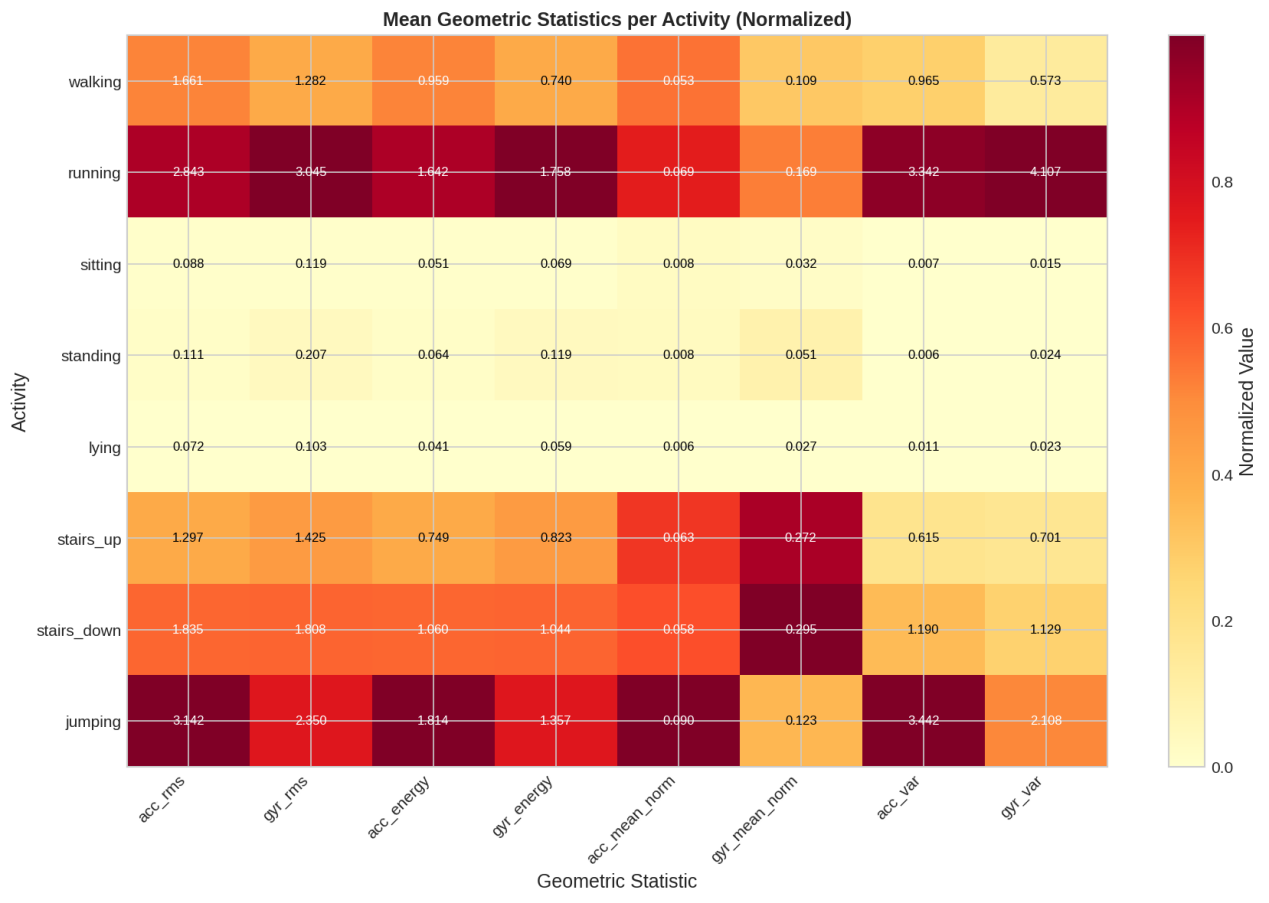 Mean Geometric Statistics per Activity (Normalized)
walking 1.661 1.282 0.959 0.740 0.053 0.109 0.965 0.573
running 2.843 3.045 1.642 1.758 0.069 0.169 3.342 4.107
sitting 0.088 0.119 0.051 0.069 0.008 0.032 0.007 0.015
standing 0.111 0.207 0.064 0.119 0.008 0.051 0.006 0.024
lying 0.072 0.103 0.041 0.059 0.006 0.027 0.011 0.023
stairs_up 1.297 1.425 0.749 0.823 0.063 0.272 0.615 0.701
stairs_down 1.835 1.808 1.060 1.044 0.058 0.295 1.190 1.129
jumping 3.142 2.350 1.814 1.357 0.090 0.123 3.442 2.108
acc_rms gyr_rms acc_energy gyr_energy acc_mean_norm gyr_mean_norm acc_var gyr_var
Geometric Statistic
Activity
0.8
0.6
0.4
0.2
0.0
Normalized Value